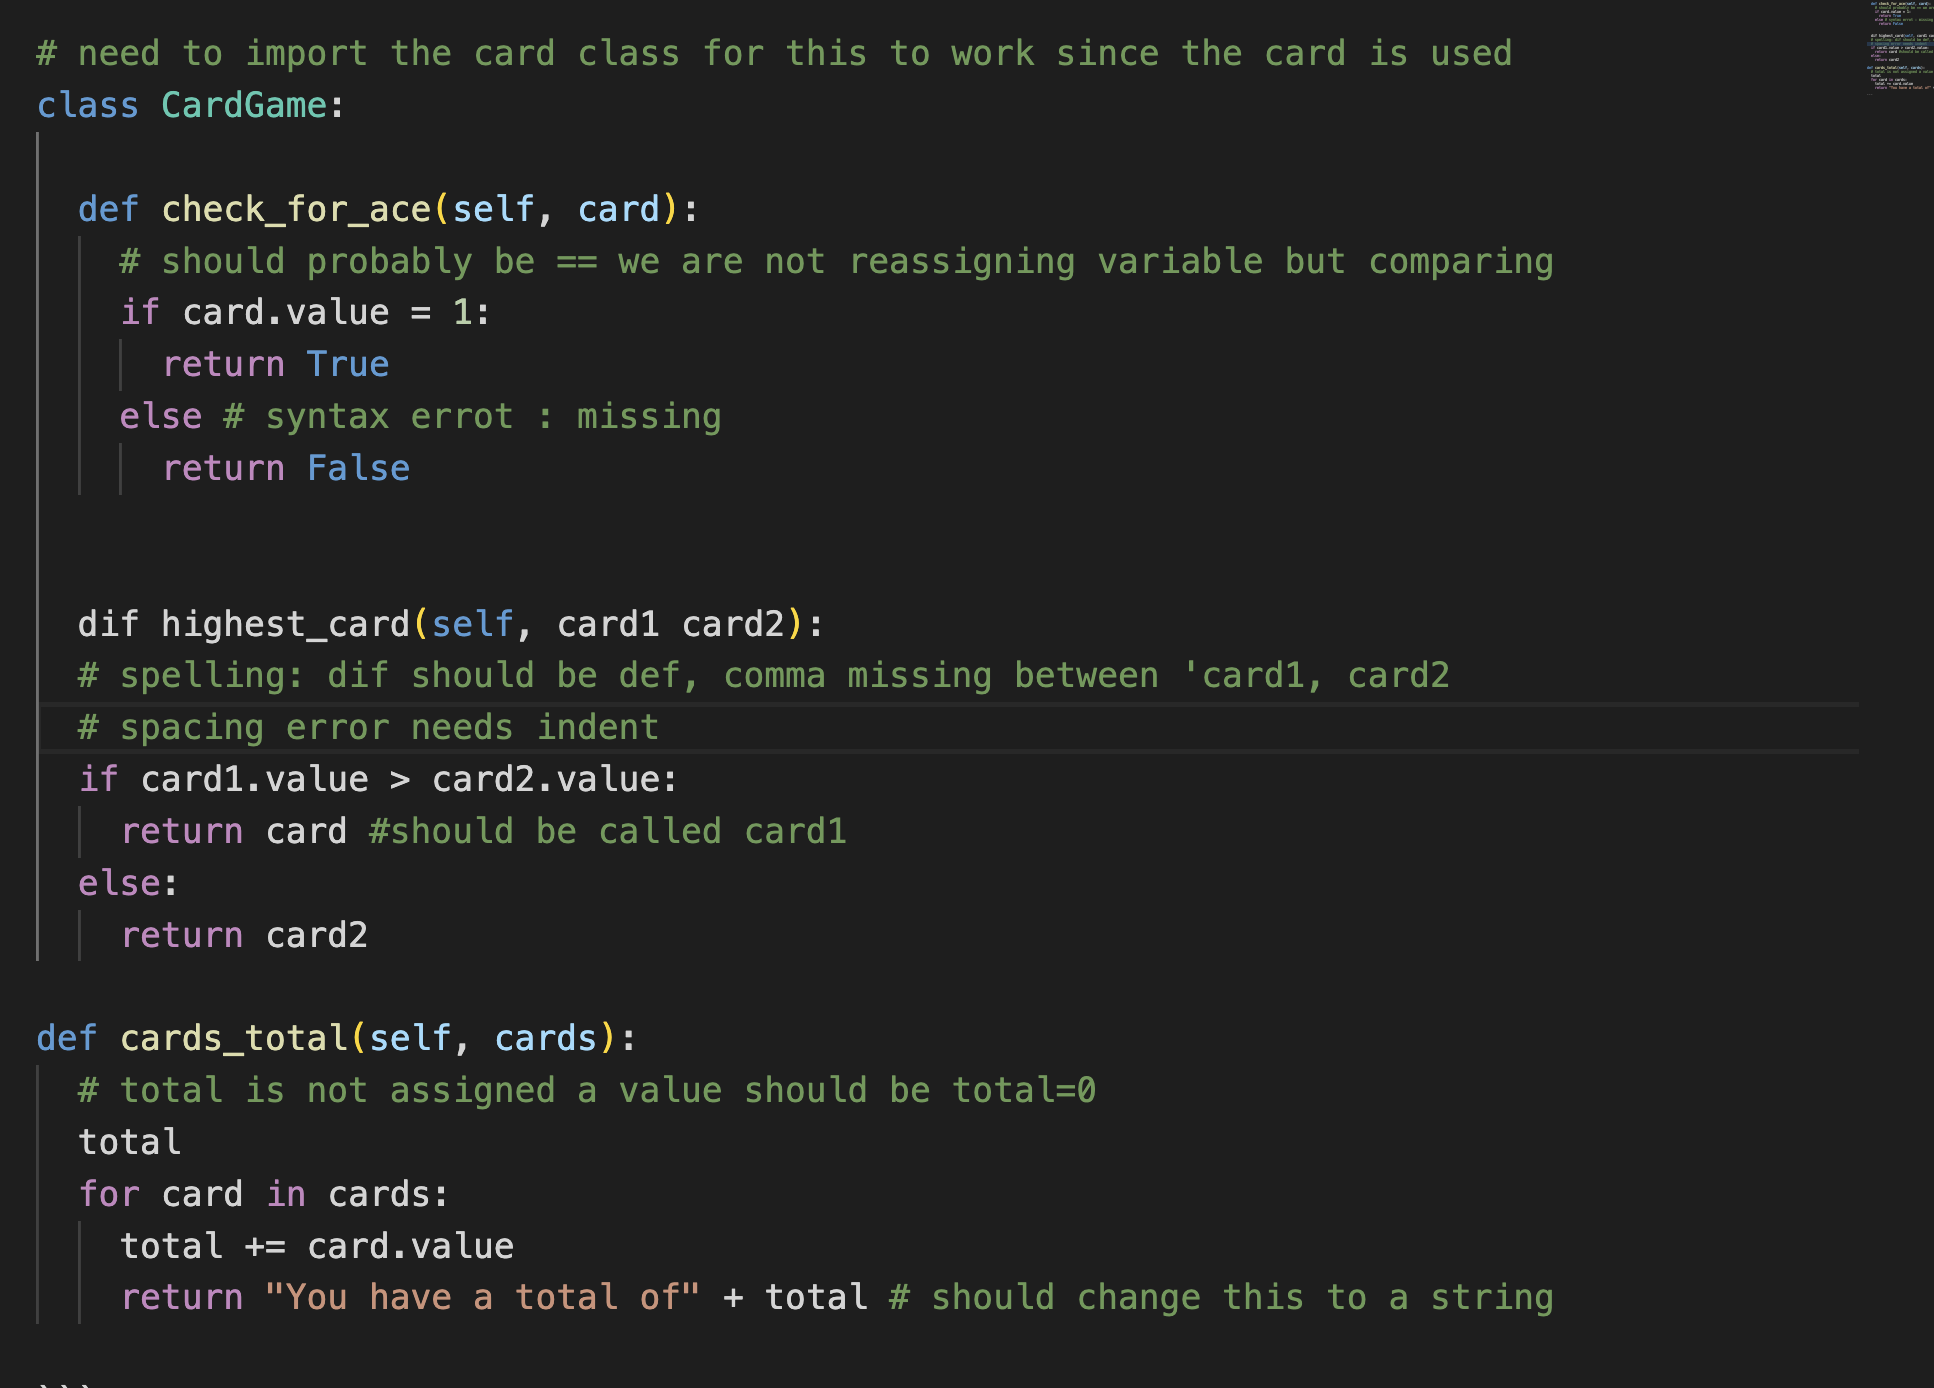 # need to import the card class for this to work since the card is used
class CardGame:
def check_for_ace(self, card):
# should probably be == we are not reassigning variable but comparing
if card.value = 1:
return True
else # syntax errot : missing
return False
dif highest_card(self, card1 card2):
# spelling: dif should be def, comma missing between 'card1, card2
# spacing error needs indent
if card1.value > card2.value:
return card #should be called card1
else:
return card2
def cards_total(self, cards):
# total is not assigned a value should be total=0
total
for card in cards:
total += card.value
return "You have a total of" + total # should change this to a string
```